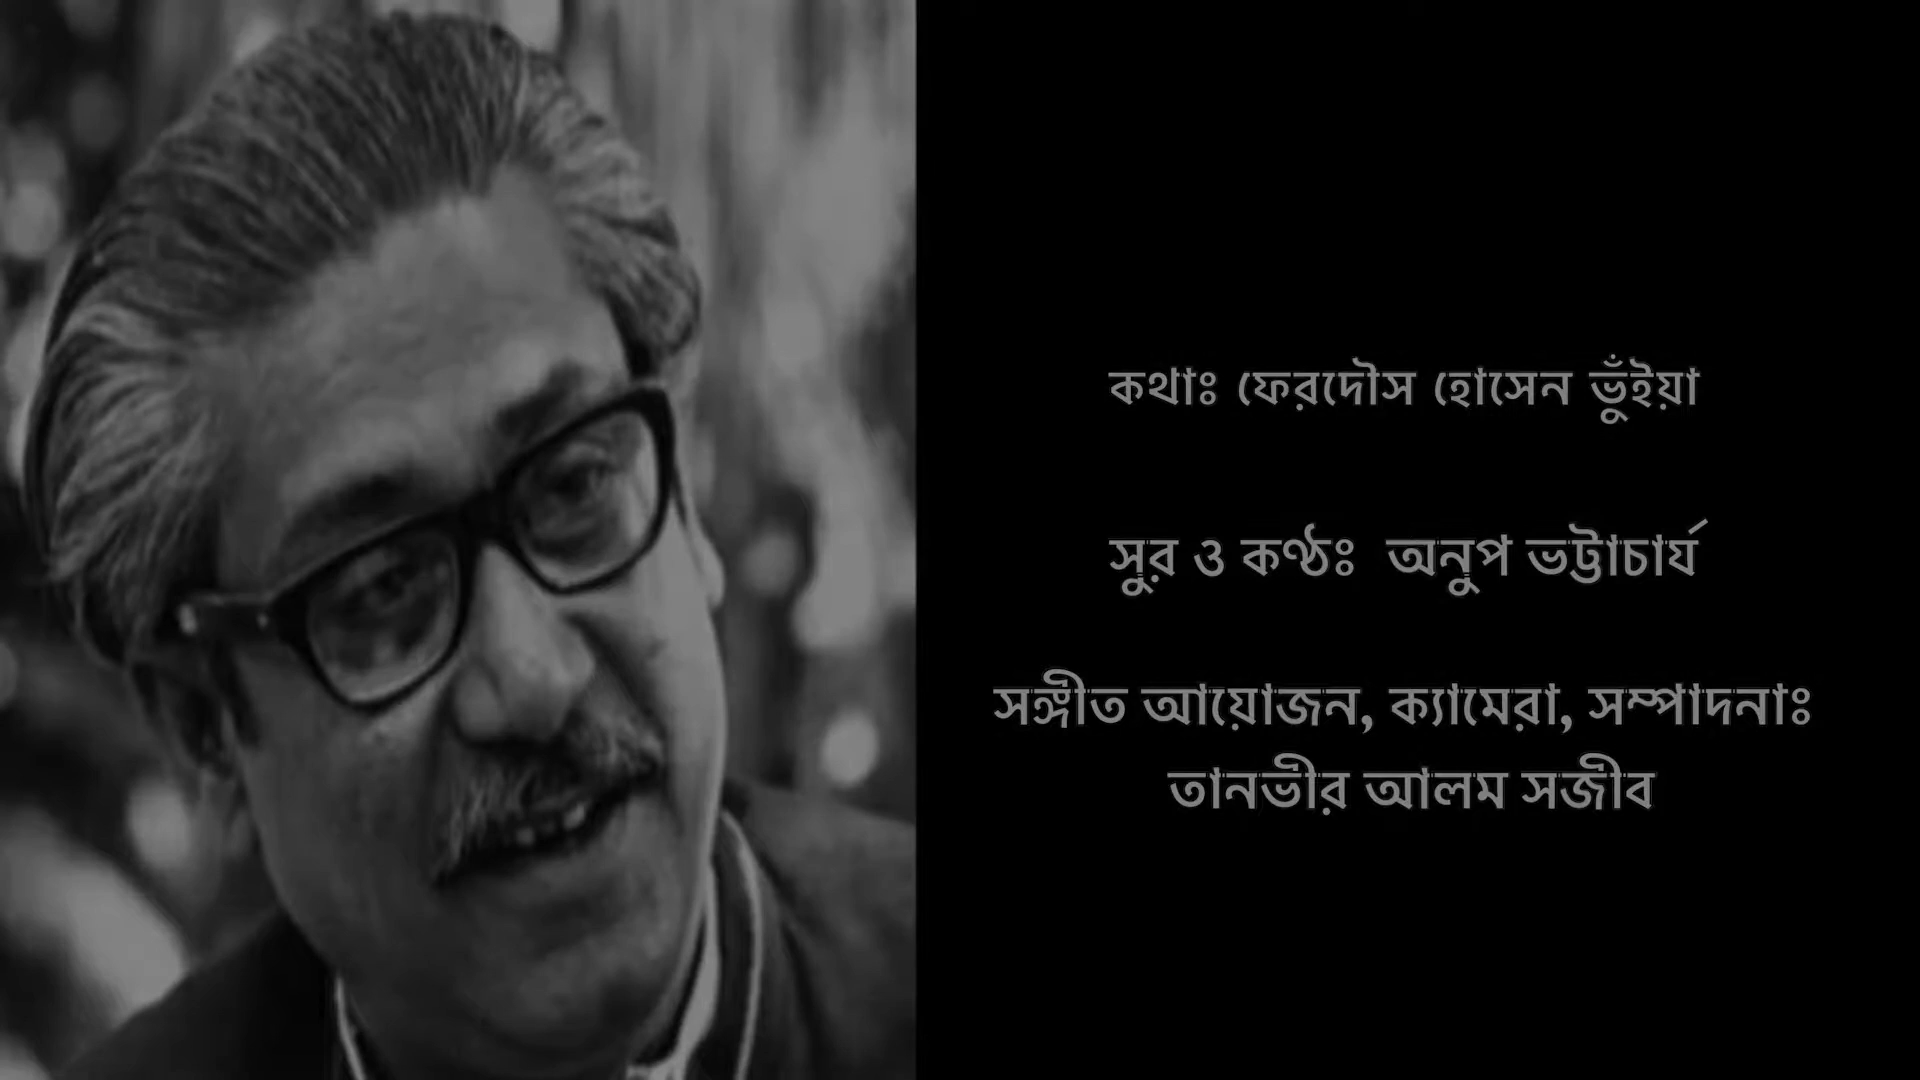 কথাঃ ফেরদৌস হোসেন ভুঁইয়া
সুর ও কণ্ঠঃ অনুপ ভট্টাচার্য
সঙ্গীত আয়োজন, ক্যামেরা, সম্পাদনাঃ
তানভীর আলম সজীব